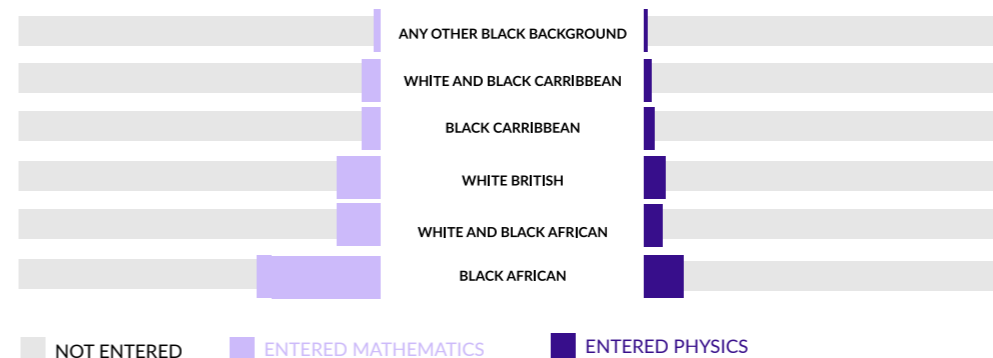 ANY OTHER BLACK BACKGROUND
WHITE AND BLACK CARRIBBEAN
BLACK CARRIBBEAN
WHITE BRITISH
WHITE AND BLACK AFRICAN
BLACK AFRICAN
NOT ENTERED
ENTERED MATHEMATICS
ENTERED PHYSICS